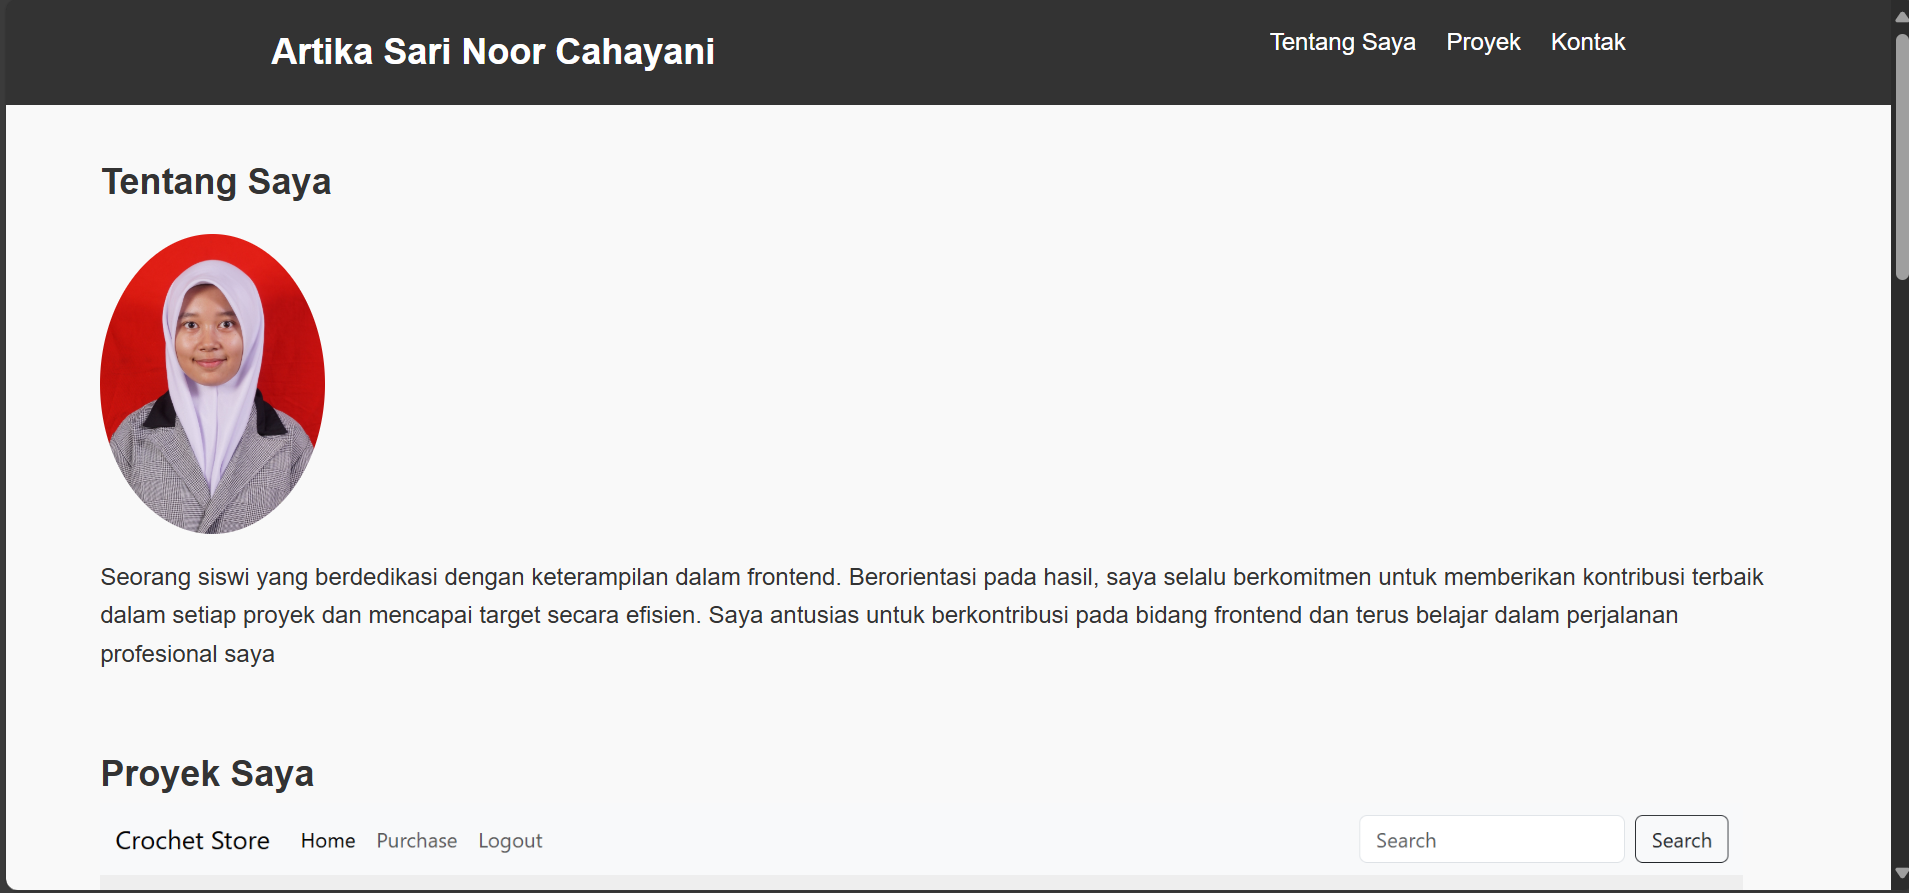 Artika Sari Noor Cahayani
Tentang Saya Proyek Kontak
Tentang Saya
Seorang siswi yang berdedikasi dengan keterampilan dalam frontend. Berorientasi pada hasil, saya selalu berkomitmen untuk memberikan kontribusi terbaik
dalam setiap proyek dan mencapai target secara efisien. Saya antusias untuk berkontribusi pada bidang frontend dan terus belajar dalam perjalanan
profesional saya
Proyek Saya
Crochet Store Home Purchase Logout Search Search